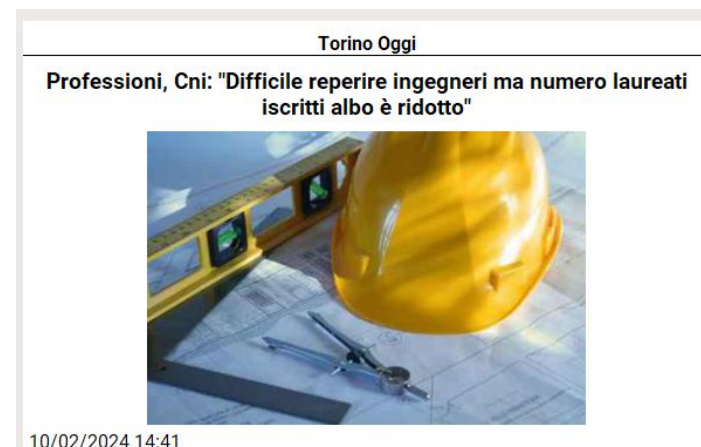 Torino Oggi
Professioni, Cni: "Difficile reperire ingegneri ma numero laureati
iscritti albo è ridotto"
10/02/2024 14:41